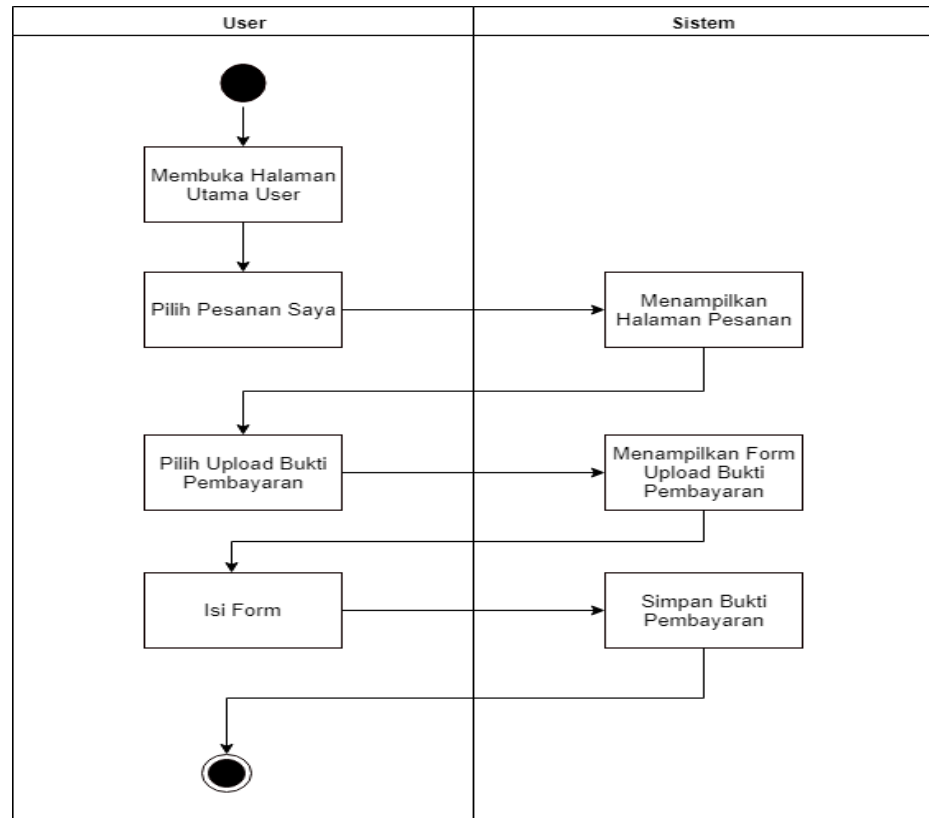 User
Sistem
Membuka Halaman
Utama User
Pilih Pesanan Saya
Menampilkan
Halaman Pesanan
Pilih Upload Bukti
Pembayaran
Menampilkan Form
Upload Bukti
Pembayaran
Isi Form
Simpan Bukti
Pembayaran